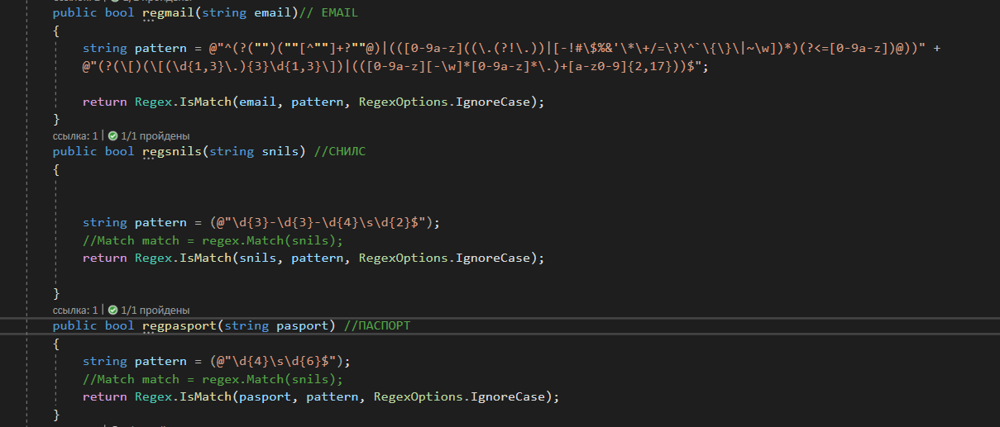 public bool regmail(string email)// EMAIL
{
string pattern = @"^(?("")(""[^""]+?""@)|(([0-9a-z]((\.(?!\.))|[-!#\$%&'\*\+/=\?\^`\{\}\|~\w])*)(?<=[0-9a-z])@))" +
@"(?(\[)(\[(\d{1,3}\.){3}\d{1,3}\])|(([0-9a-z][-\w]*[0-9a-z]*\.)+[a-z0-9]{2,17}))$";
return Regex.IsMatch(email, pattern, RegexOptions.IgnoreCase);
}
ссылка: 1 | 1/1 пройдены
public bool regsnils(string snils) //СНИЛС
{
string pattern = (@"\d{3}-\d{3}-\d{4}\s\d{2}$");
//Match match = regex.Match(snils);
return Regex.IsMatch(snils, pattern, RegexOptions.IgnoreCase);
}
ссылка: 1 | 1/1 пройдены
public bool regpasport(string pasport) //ПАСПОРТ
{
string pattern = (@"\d{4}\s\d{6}$");
//Match match = regex.Match(snils);
return Regex.IsMatch(pasport, pattern, RegexOptions.IgnoreCase);
}